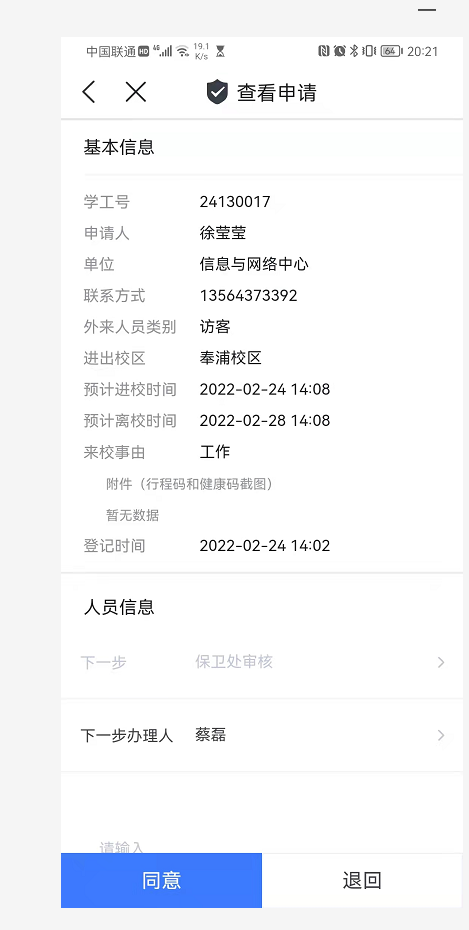 中国联通 HD 4G 19.1 K/s 64 20:21
查看申请
基本信息
学工号 24130017
申请人 徐莹莹
单位 信息与网络中心
联系方式 13564373392
外来人员类别 访客
进出校区 奉浦校区
预计进校时间 2022-02-24 14:08
预计离校时间 2022-02-28 14:08
来校事由 工作
附件（行程码和健康码截图）
暂无数据
登记时间 2022-02-24 14:02
人员信息
下一步 保卫处审核
下一步办理人 蔡磊
请输入
同意 退回